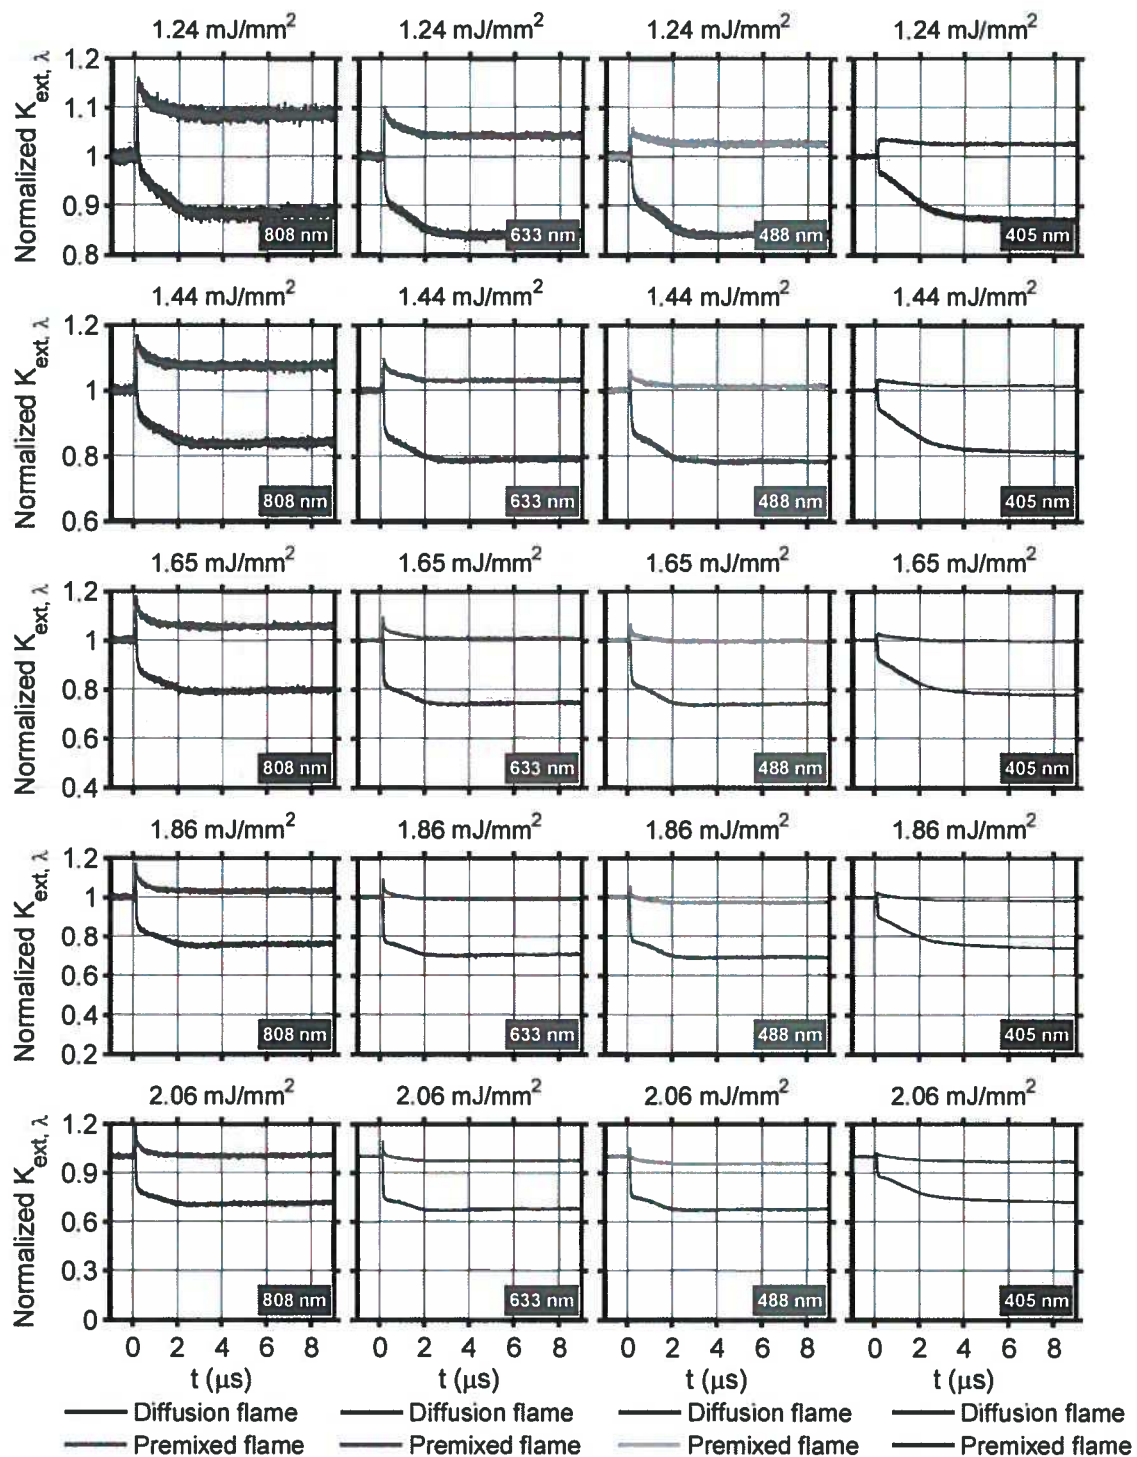 1.24 mJ/mm² 1.24 mJ/mm² 1.24 mJ/mm² 1.24 mJ/mm²
Normalized K_ext, λ
1.2
1.1
1
0.9
0.8
808 nm 633 nm 488 nm 405 nm
1.44 mJ/mm² 1.44 mJ/mm² 1.44 mJ/mm² 1.44 mJ/mm²
Normalized K_ext, λ
1.2
1
0.8
0.6
808 nm 633 nm 488 nm 405 nm
1.65 mJ/mm² 1.65 mJ/mm² 1.65 mJ/mm² 1.65 mJ/mm²
Normalized K_ext, λ
1.2
1
0.8
0.6
0.4
808 nm 633 nm 488 nm 405 nm
1.86 mJ/mm² 1.86 mJ/mm² 1.86 mJ/mm² 1.86 mJ/mm²
Normalized K_ext, λ
1.2
1
0.8
0.6
0.4
0.2
808 nm 633 nm 488 nm 405 nm
2.06 mJ/mm² 2.06 mJ/mm² 2.06 mJ/mm² 2.06 mJ/mm²
Normalized K_ext, λ
1.2
0.9
0.6
0.3
0
808 nm 633 nm 488 nm 405 nm
0 2 4 6 8 0 2 4 6 8 0 2 4 6 8 0 2 4 6 8
t (μs) t (μs) t (μs) t (μs)
Diffusion flame Diffusion flame Diffusion flame Diffusion flame
Premixed flame Premixed flame Premixed flame Premixed flame